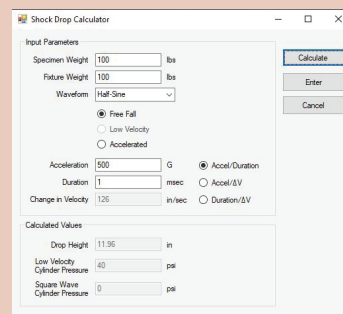 Shock Drop Calculator
Input Parameters
Specimen Weight 100 lbs
Fixture Weight 100 lbs
Waveform Half-Sine
Free Fall
Low Velocity
Accelerated
Acceleration 500 G Accel/Duration
Duration 1 msec Accel/ΔV
Change in Velocity 126 in/sec Duration/ΔV
Calculate
Enter
Cancel
Calculated Values
Drop Height 11.96 in
Low Velocity
Cylinder Pressure 40 psi
Square Wave
Cylinder Pressure 0 psi